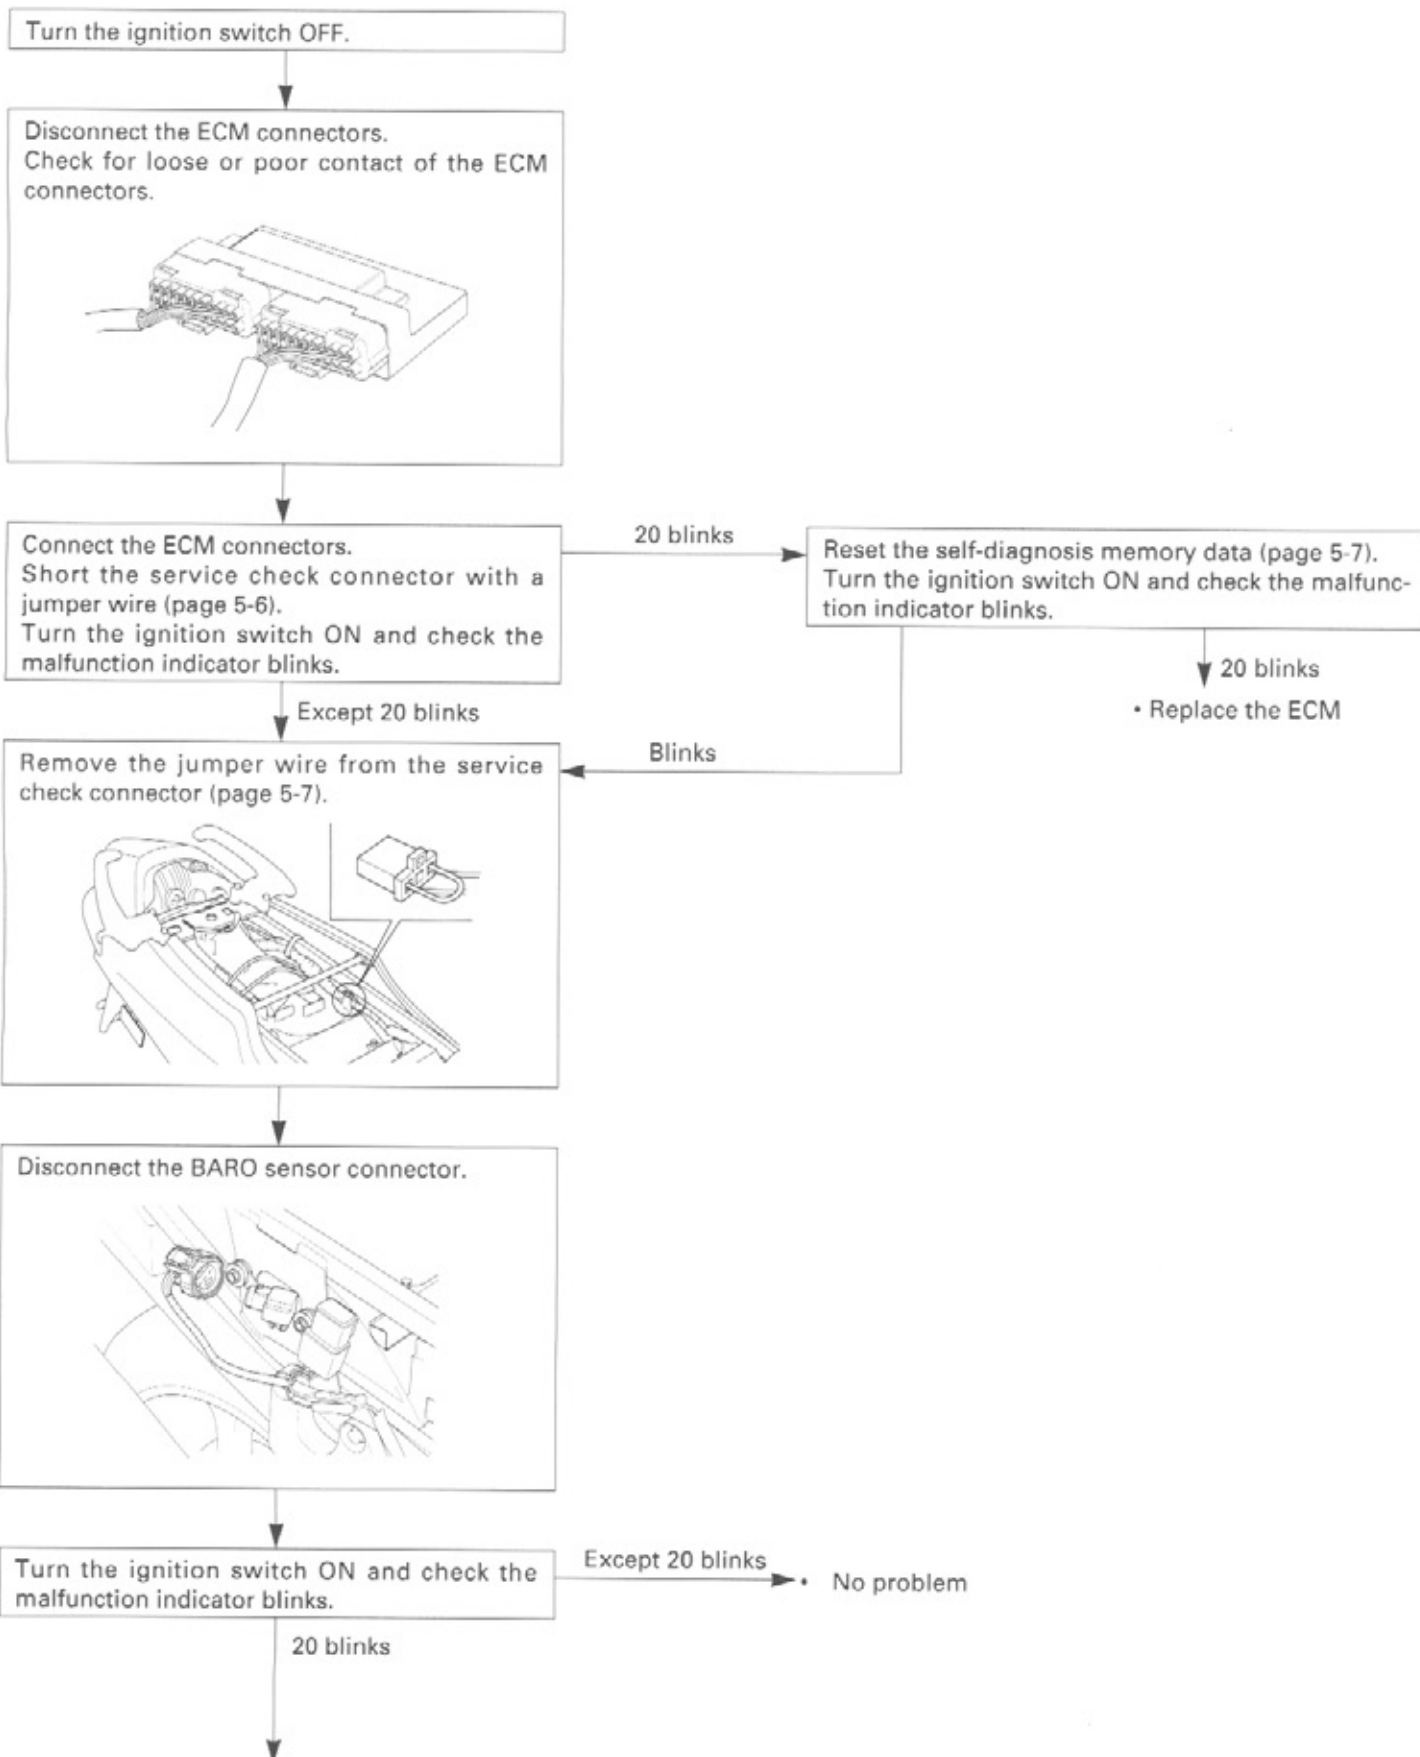 Turn the ignition switch OFF.
Disconnect the ECM connectors.
Check for loose or poor contact of the ECM
connectors.
Connect the ECM connectors.
Short the service check connector with a
jumper wire (page 5-6).
Turn the ignition switch ON and check the
malfunction indicator blinks.
20 blinks
Reset the self-diagnosis memory data (page 5-7).
Turn the ignition switch ON and check the malfunc-
tion indicator blinks.
20 blinks
• Replace the ECM
Except 20 blinks
Blinks
Remove the jumper wire from the service
check connector (page 5-7).
Disconnect the BARO sensor connector.
Turn the ignition switch ON and check the
malfunction indicator blinks.
Except 20 blinks
• No problem
20 blinks